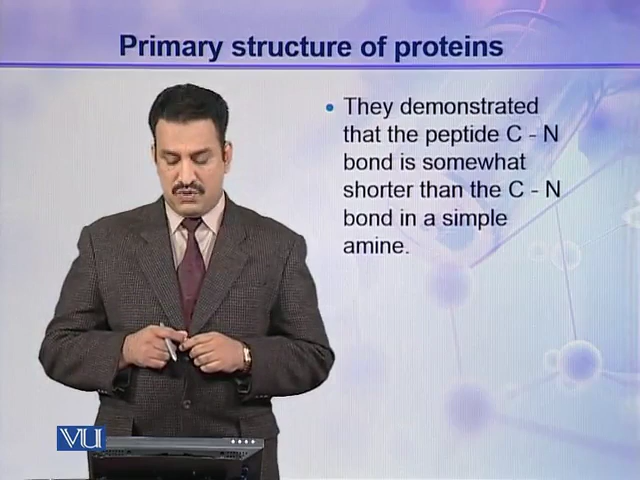 Primary structure of proteins
They demonstrated
that the peptide C - N
bond is somewhat
shorter than the C - N
bond in a simple
amine.
VU